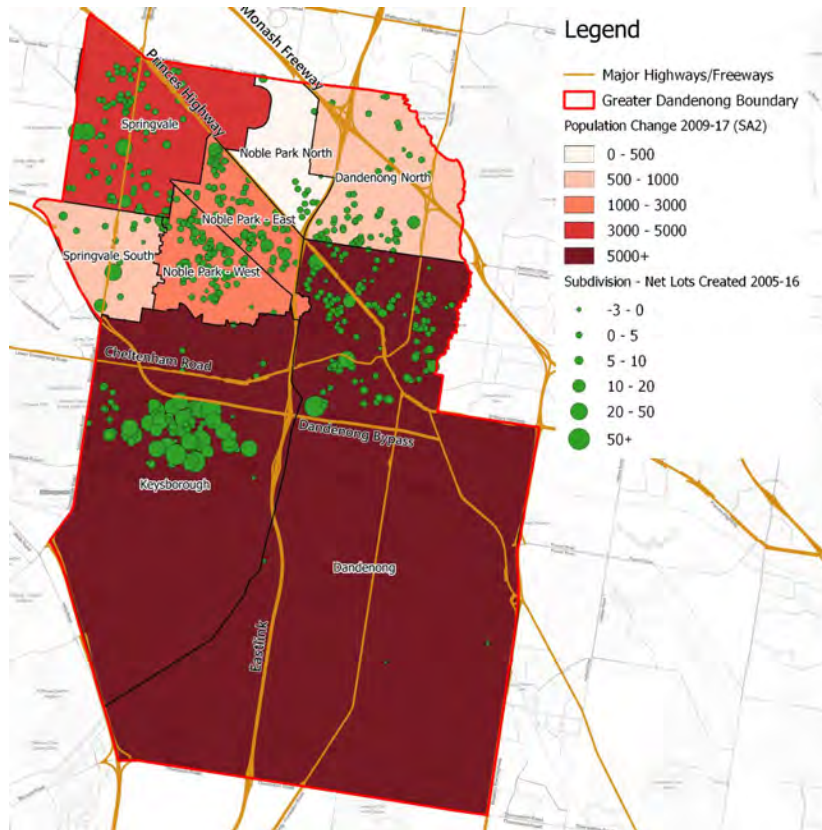 Legend
Major Highways/Freeways
Greater Dandenong Boundary
Population Change 2009-17 (SA2)
0 - 500
500 - 1000
1000 - 3000
3000 - 5000
5000+
Subdivision - Net Lots Created 2005-16
-3 - 0
0 - 5
5 - 10
10 - 20
20 - 50
50+
Monash Freeway
Princes Highway
Springvale
Noble Park North
Dandenong North
Noble Park - East
Springvale South
Noble Park - West
Cheltenham Road
Dandenong Bypass
Keysborough
Dandenong
Eastlink